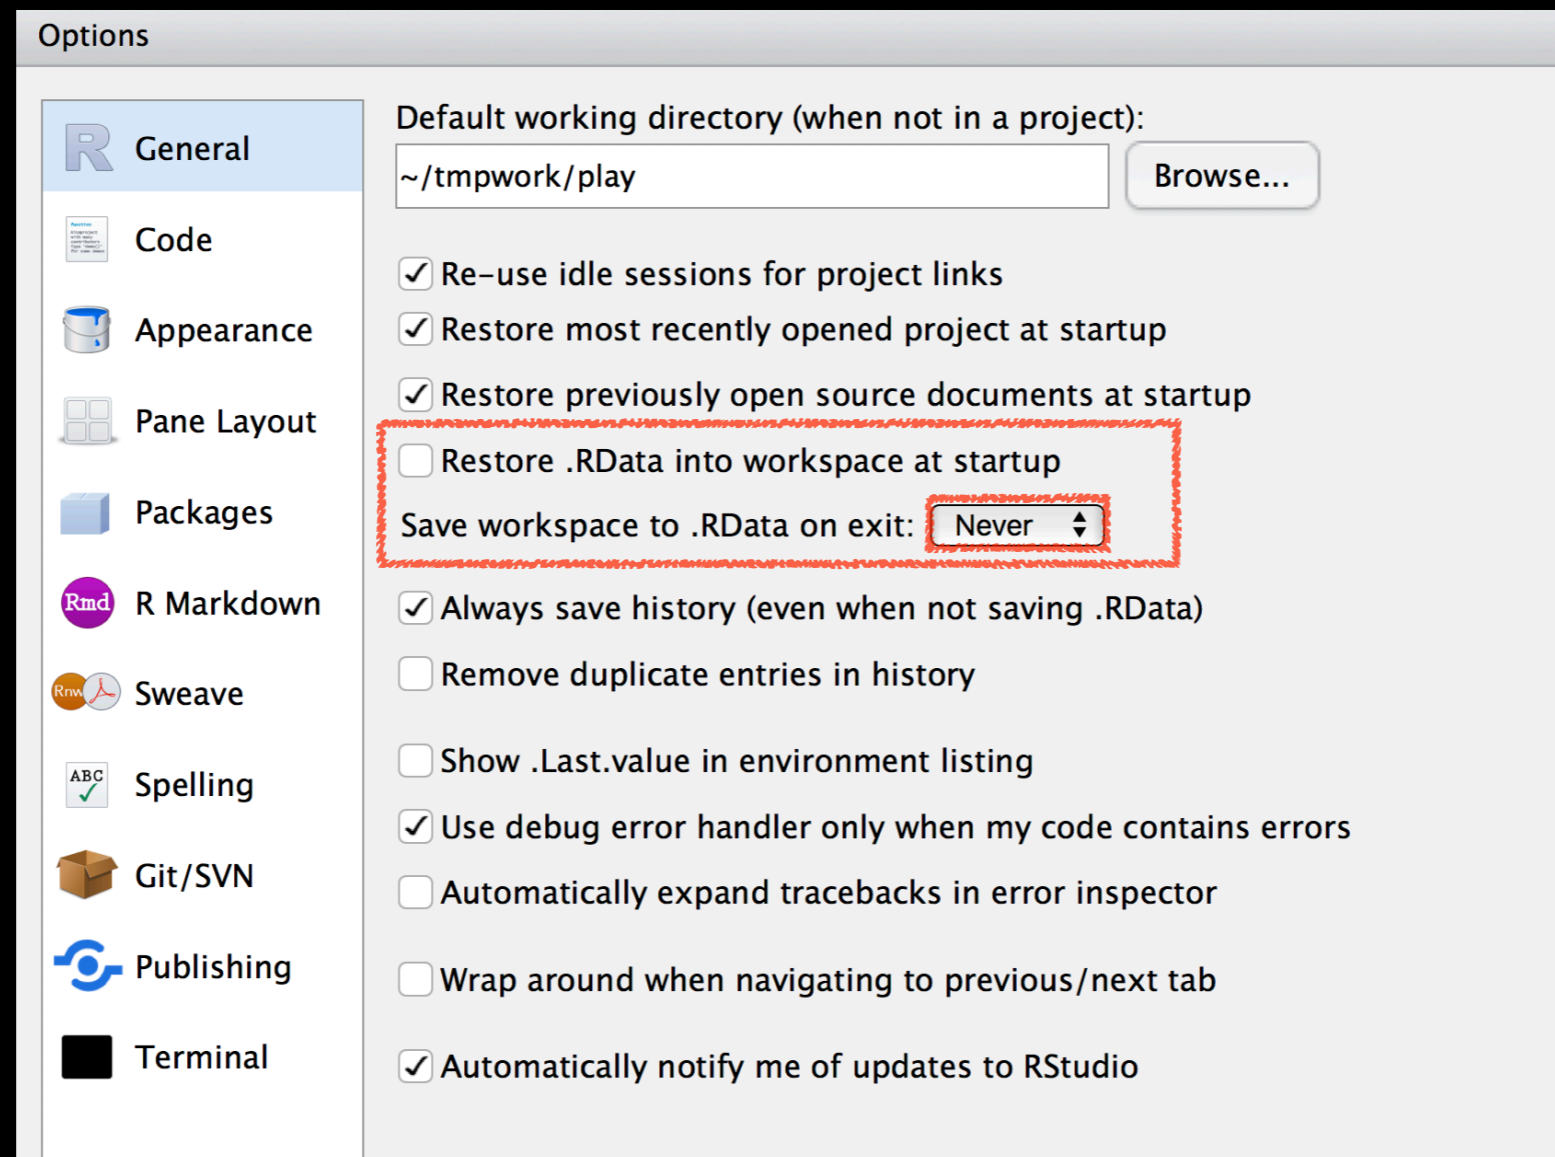 Options
General
Code
Appearance
Pane Layout
Packages
Rmd
R Markdown
Rnw
Sweave
ABC
Spelling
Git/SVN
Publishing
Terminal
Default working directory (when not in a project):
~/tmpwork/play
Browse...
Re-use idle sessions for project links
Restore most recently opened project at startup
Restore previously open source documents at startup
Restore .RData into workspace at startup
Save workspace to .RData on exit: Never
Always save history (even when not saving .RData)
Remove duplicate entries in history
Show .Last.value in environment listing
Use debug error handler only when my code contains errors
Automatically expand tracebacks in error inspector
Wrap around when navigating to previous/next tab
Automatically notify me of updates to RStudio